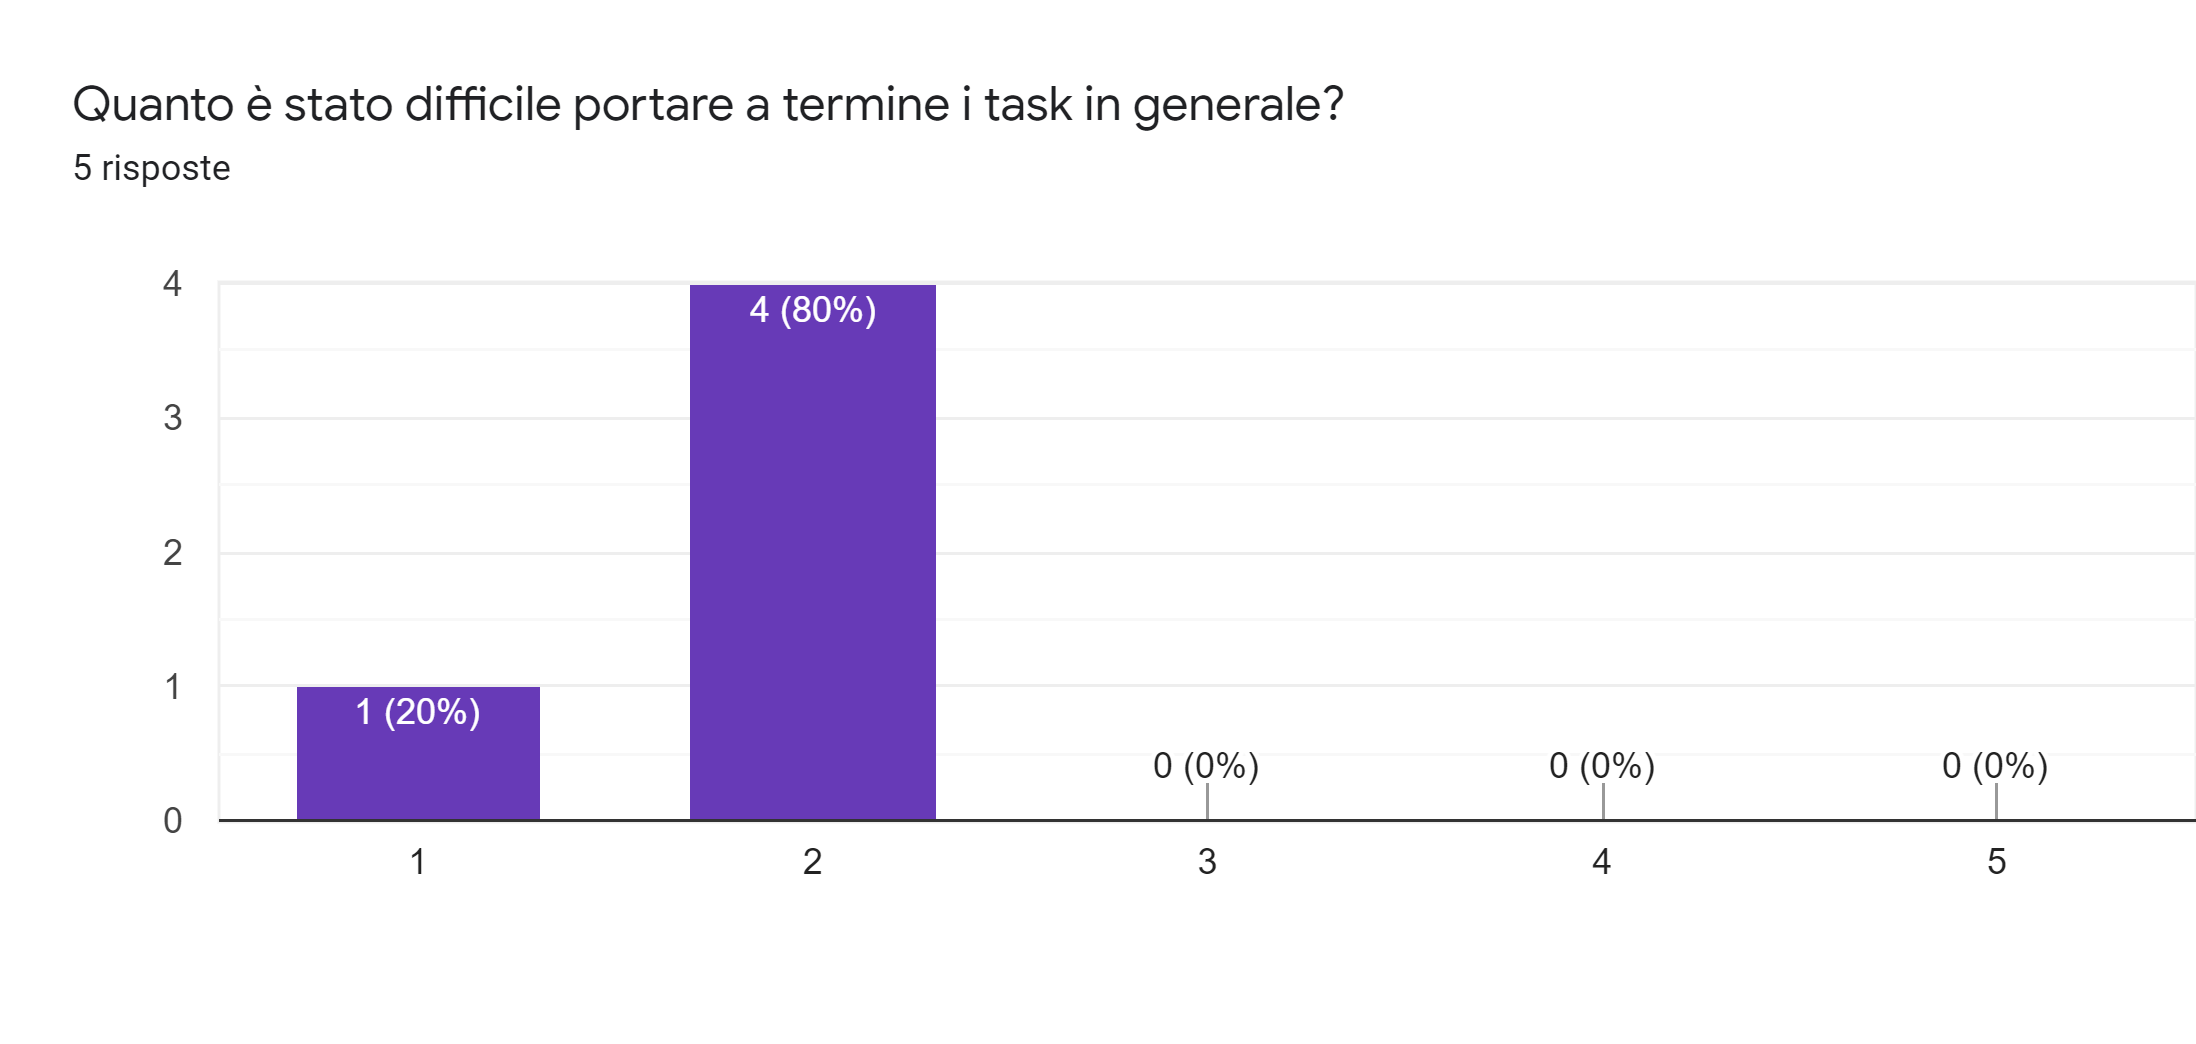 Quanto è stato difficile portare a termine i task in generale?
5 risposte
4
3
2
1
0
4 (80%)
1 (20%)
0 (0%) 0 (0%) 0 (0%)
1 2 3 4 5